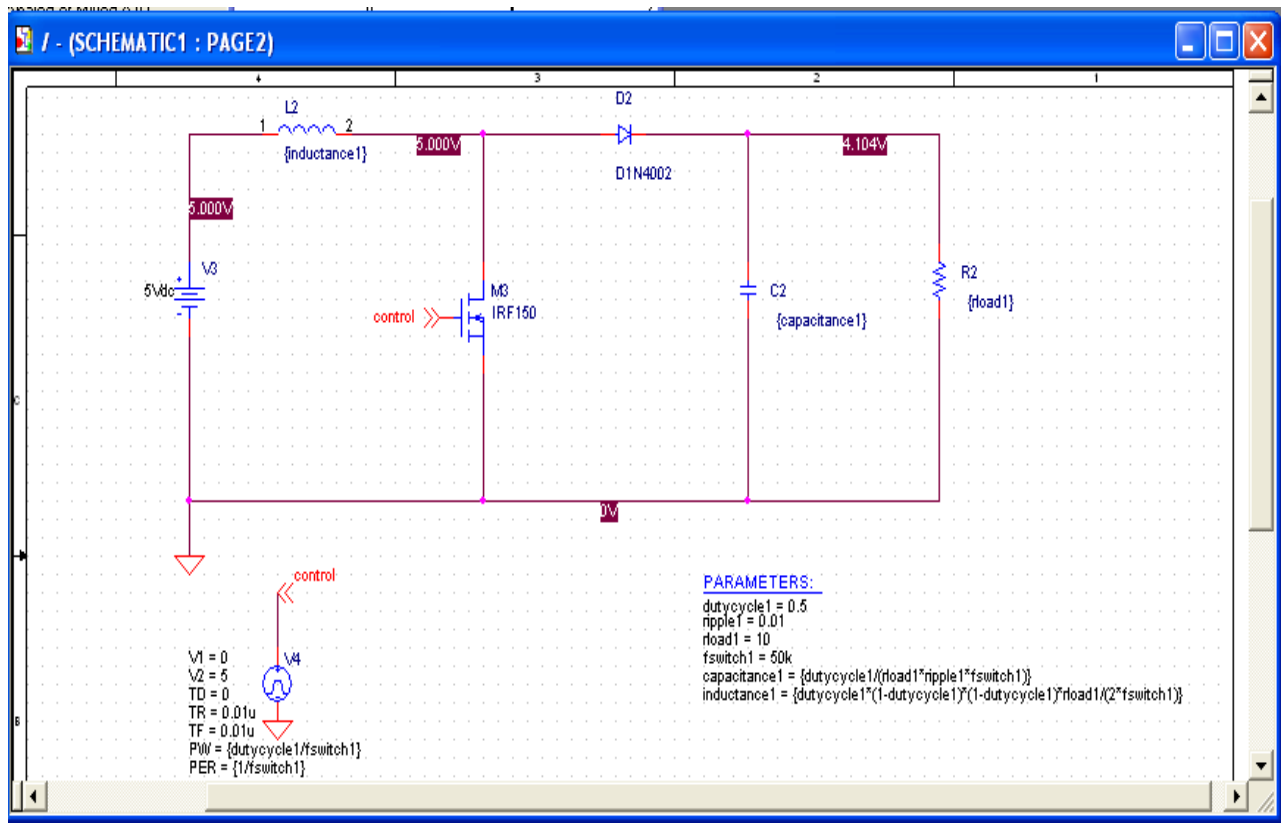 / - (SCHEMATIC1 : PAGE2)
4
3
2
1
L2
D2
1
2
5.000V
4.104V
{inductance1}
D1N4002
5.000V
V3
5Vdc
+
-
M3
IRF150
control
C2
{capacitance1}
R2
{rload1}
C
0V
control
PARAMETERS:
dutycycle1 = 0.5
ripple1 = 0.01
rload1 = 10
fswitch1 = 50k
capacitance1 = {dutycycle1/(rload1*ripple1*fswitch1)}
inductance1 = {dutycycle1*(1-dutycycle1)*(1-dutycycle1)*rload1/(2*fswitch1)}
V1 = 0
V2 = 5
TD = 0
TR = 0.01u
TF = 0.01u
PW = {dutycycle1/fswitch1}
PER = {1/fswitch1}
V4
B